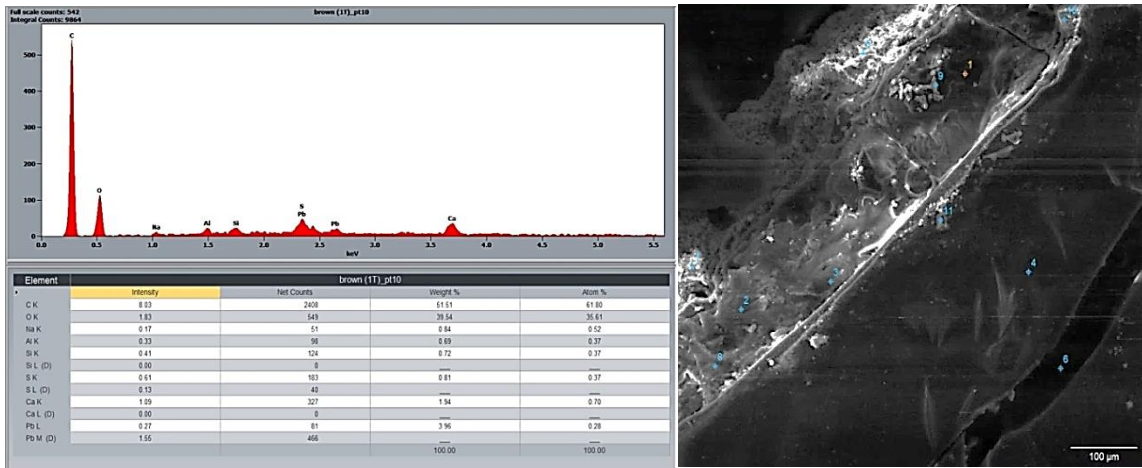 Full scale counts: 542
brown (1T)_pt10
Integral Counts: 9864
500
400
300
200
100
0
C
O
Na
Al
Si
S
Pb
Pb
Ca
0.0 0.5 1.0 1.5 2.0 2.5 3.0 3.5 4.0 4.5 5.0 5.5
keV
Element brown (1T)_pt10
Intensity Net Counts Weight % Atom %
C K 8.03 2408 51.51 61.80
O K 1.83 549 39.54 35.61
Na K 0.17 51 0.84 0.52
Al K 0.33 98 0.69 0.37
Si K 0.41 124 0.72 0.37
Si L (D) 0.00 0
S K 0.61 183 0.81 0.37
S L (D) 0.13 40
Ca K 1.09 327 1.94 0.70
Ca L (D) 0.00 0
Pb L 0.27 81 3.96 0.28
Pb M (D) 1.55 466
100.00 100.00
1
9
11
4
3
2
8
6
100 µm